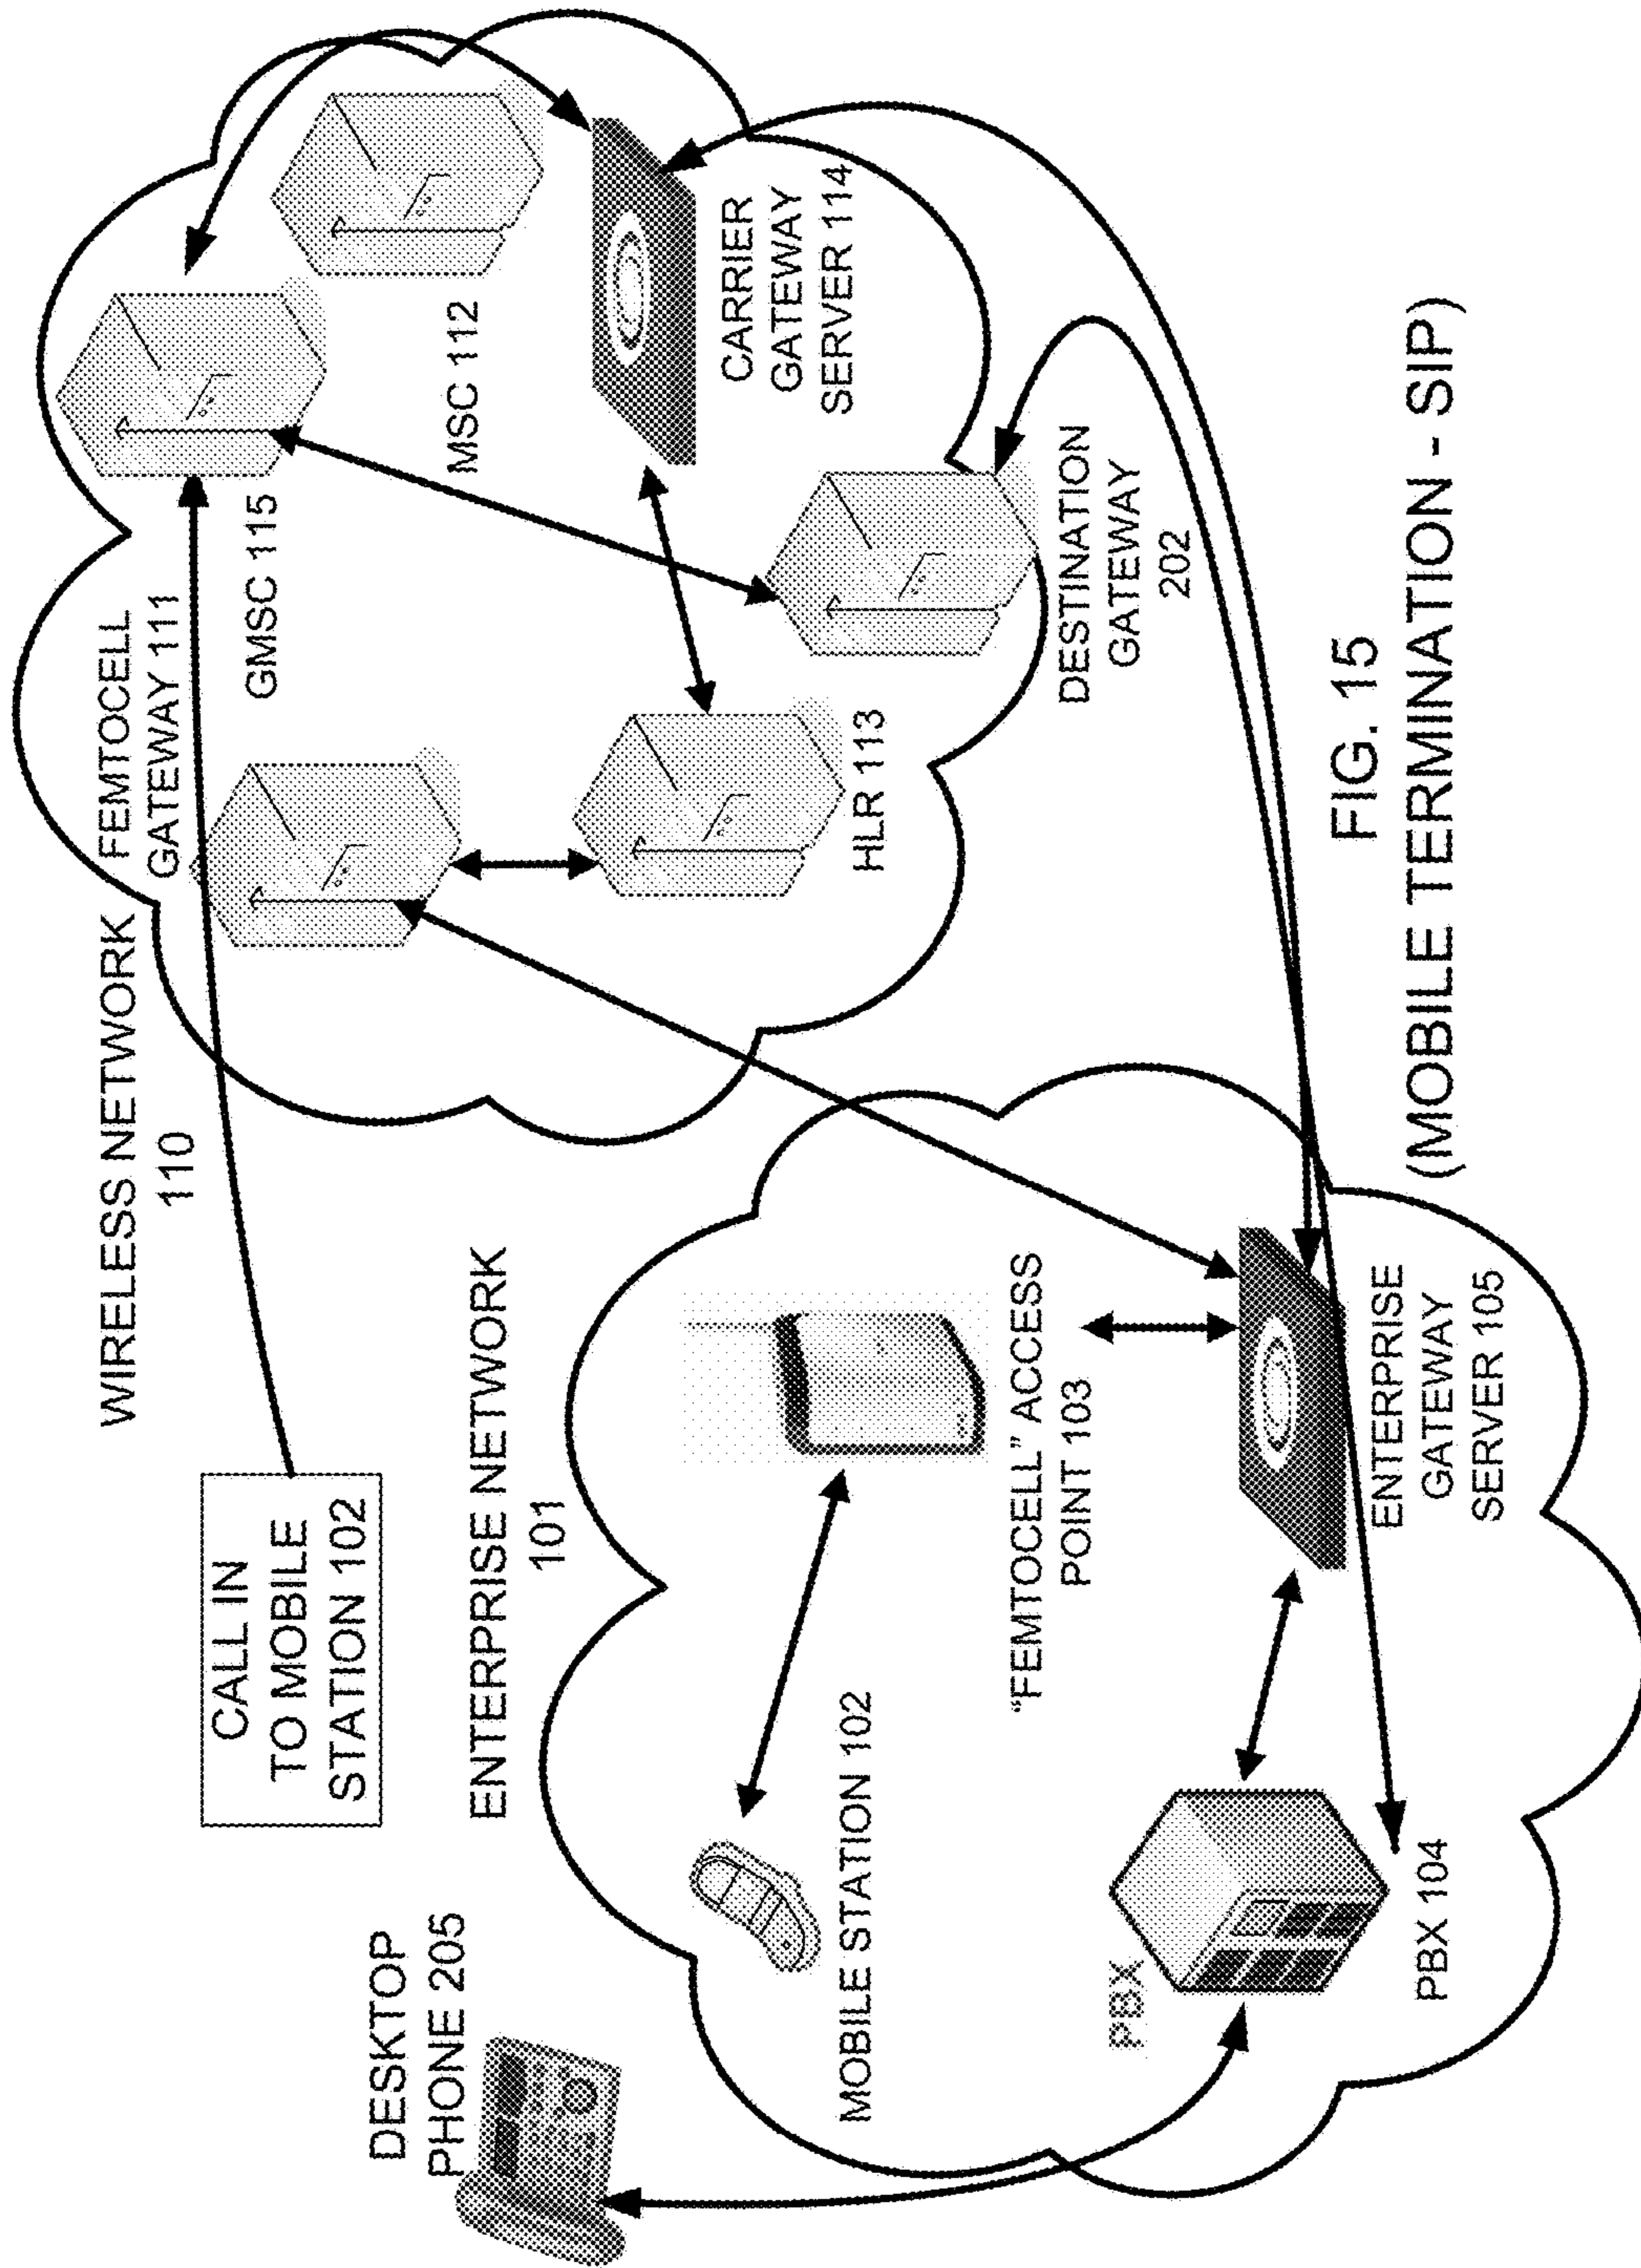 DESKTOP
PHONE 205
CALL IN
TO MOBILE
STATION 102
WIRELESS NETWORK
110
FEMTOCELL
GATEWAY 111
GMSC 115
MSC 112
CARRIER
GATEWAY
SERVER 114
HLR 113
DESTINATION
GATEWAY
202
ENTERPRISE NETWORK
101
MOBILE STATION 102
"FEMTOCELL" ACCESS
POINT 103
PBX
PBX 104
ENTERPRISE
GATEWAY
SERVER 105
FIG. 15
(MOBILE TERMINATION - SIP)